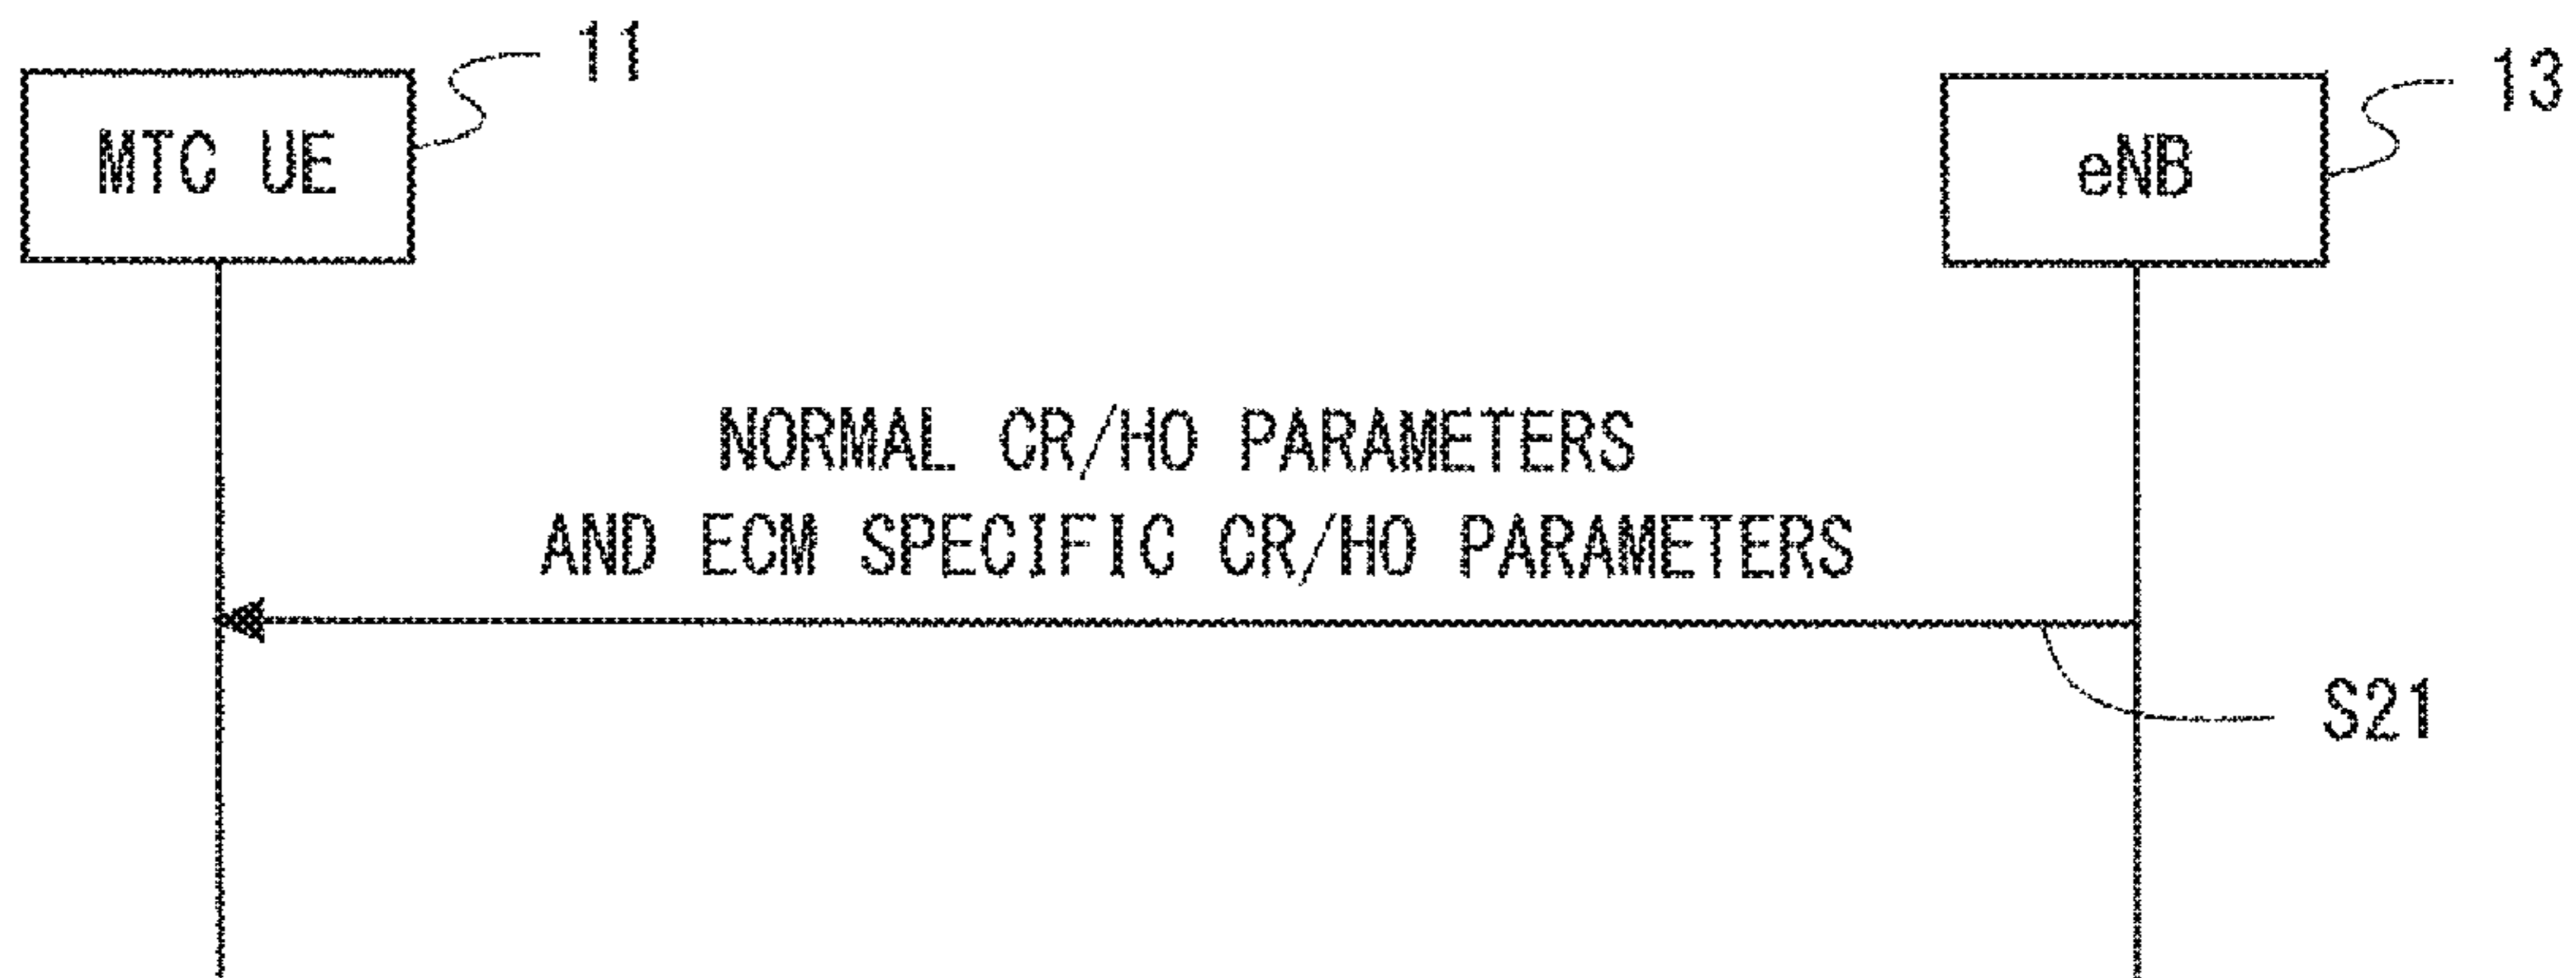 11
13
MTC UE
eNB
NORMAL CR/HO PARAMETERS
AND ECM SPECIFIC CR/HO PARAMETERS
S21